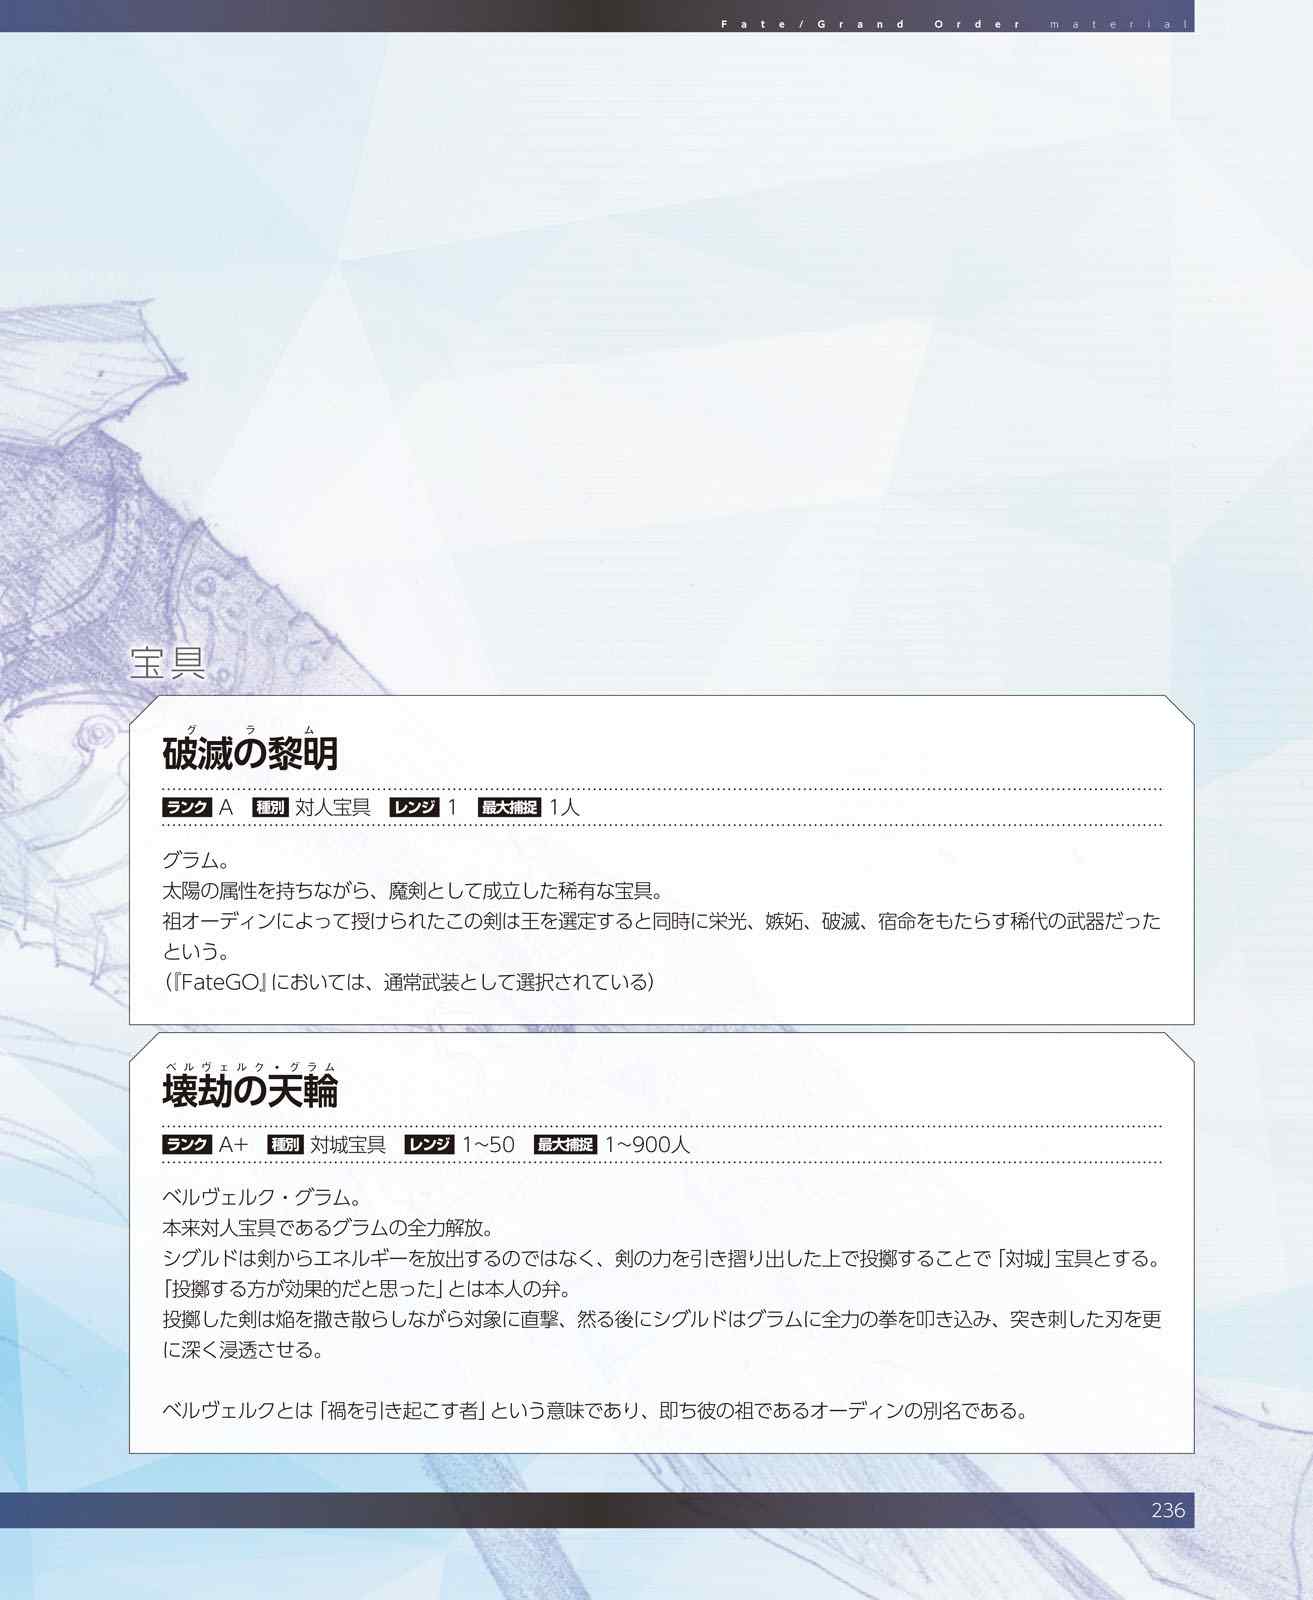 Fate/Grand Order material
宝具
グラム
破滅の黎明
ランク A 種別 対人宝具 レンジ 1 最大捕捉 1人
グラム。
太陽の属性を持ちながら、魔剣として成立した稀有な宝具。
祖オーディンによって授けられたこの剣は王を選定すると同時に栄光、嫉妬、破滅、宿命をもたらす稀代の武器だった
という。
(『FateGO』においては、通常武装として選択されている)
ベルヴェルク・グラム
壊劫の天輪
ランク A+ 種別 対城宝具 レンジ 1~50 最大捕捉 1~900人
ベルヴェルク・グラム。
本来対人宝具であるグラムの全力解放。
シグルドは剣からエネルギーを放出するのではなく、剣の力を引き摺り出した上で投擲することで「対城」宝具とする。
「投擲する方が効果的だと思った」とは本人の弁。
投擲した剣は焔を撒き散らしながら対象に直撃、然る後にシグルドはグラムに全力の拳を叩き込み、突き刺した刃を更
に深く浸透させる。
ベルヴェルクとは「禍を引き起こす者」という意味であり、即ち彼の祖であるオーディンの別名である。
236